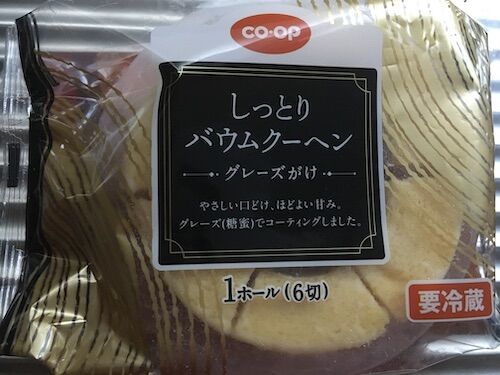 co·op
しっとり
バウムクーヘン
グレーズがけ
やさしい口どけ、ほどよい甘み。
グレーズ(糖蜜)でコーティングしました。
1ホール(6切)
要冷蔵